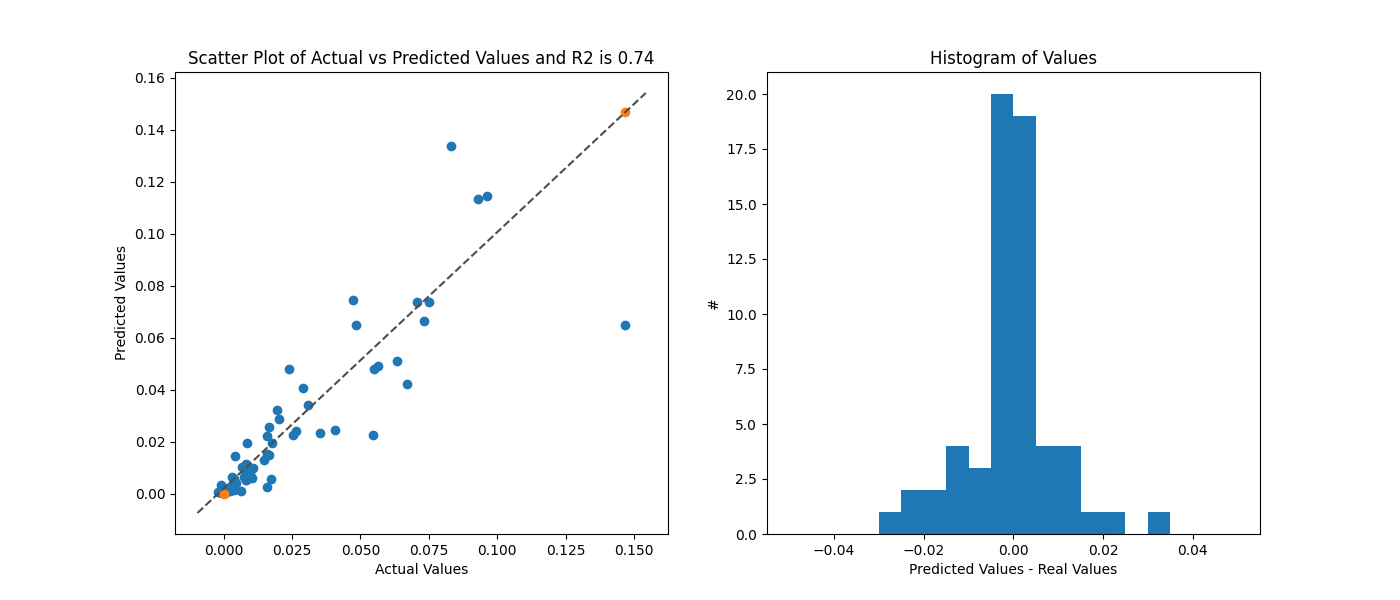 Scatter Plot of Actual vs Predicted Values and R2 is 0.74
0.16
0.14
0.12
0.10
0.08
0.06
0.04
0.02
0.00
Predicted Values
0.000 0.025 0.050 0.075 0.100 0.125 0.150
Actual Values
Histogram of Values
20.0
17.5
15.0
12.5
10.0
7.5
5.0
2.5
0.0
#
−0.04 −0.02 0.00 0.02 0.04
Predicted Values - Real Values